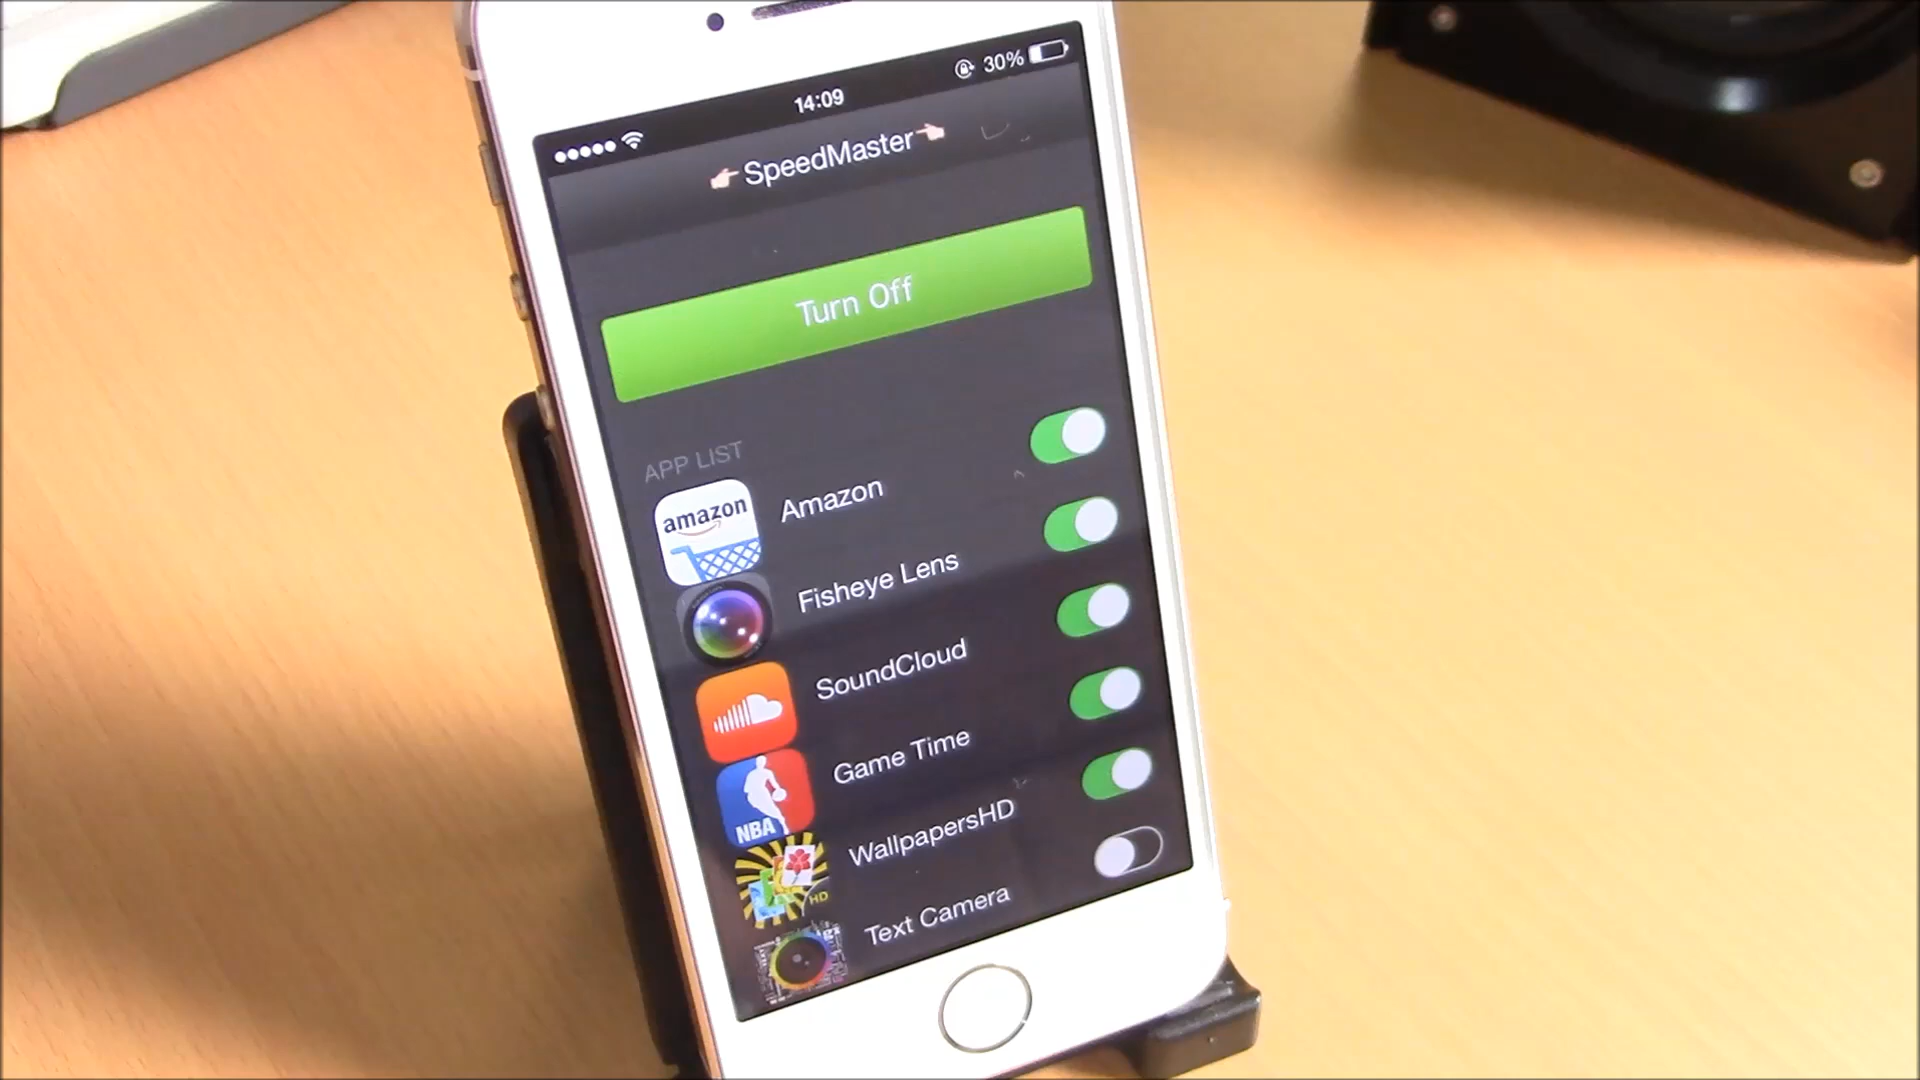 30%
14:09
👉SpeedMaster👈
Turn Off
APP LIST
amazon
Amazon
Fisheye Lens
SoundCloud
Game Time
NBA
WallpapersHD
HD
Text Camera